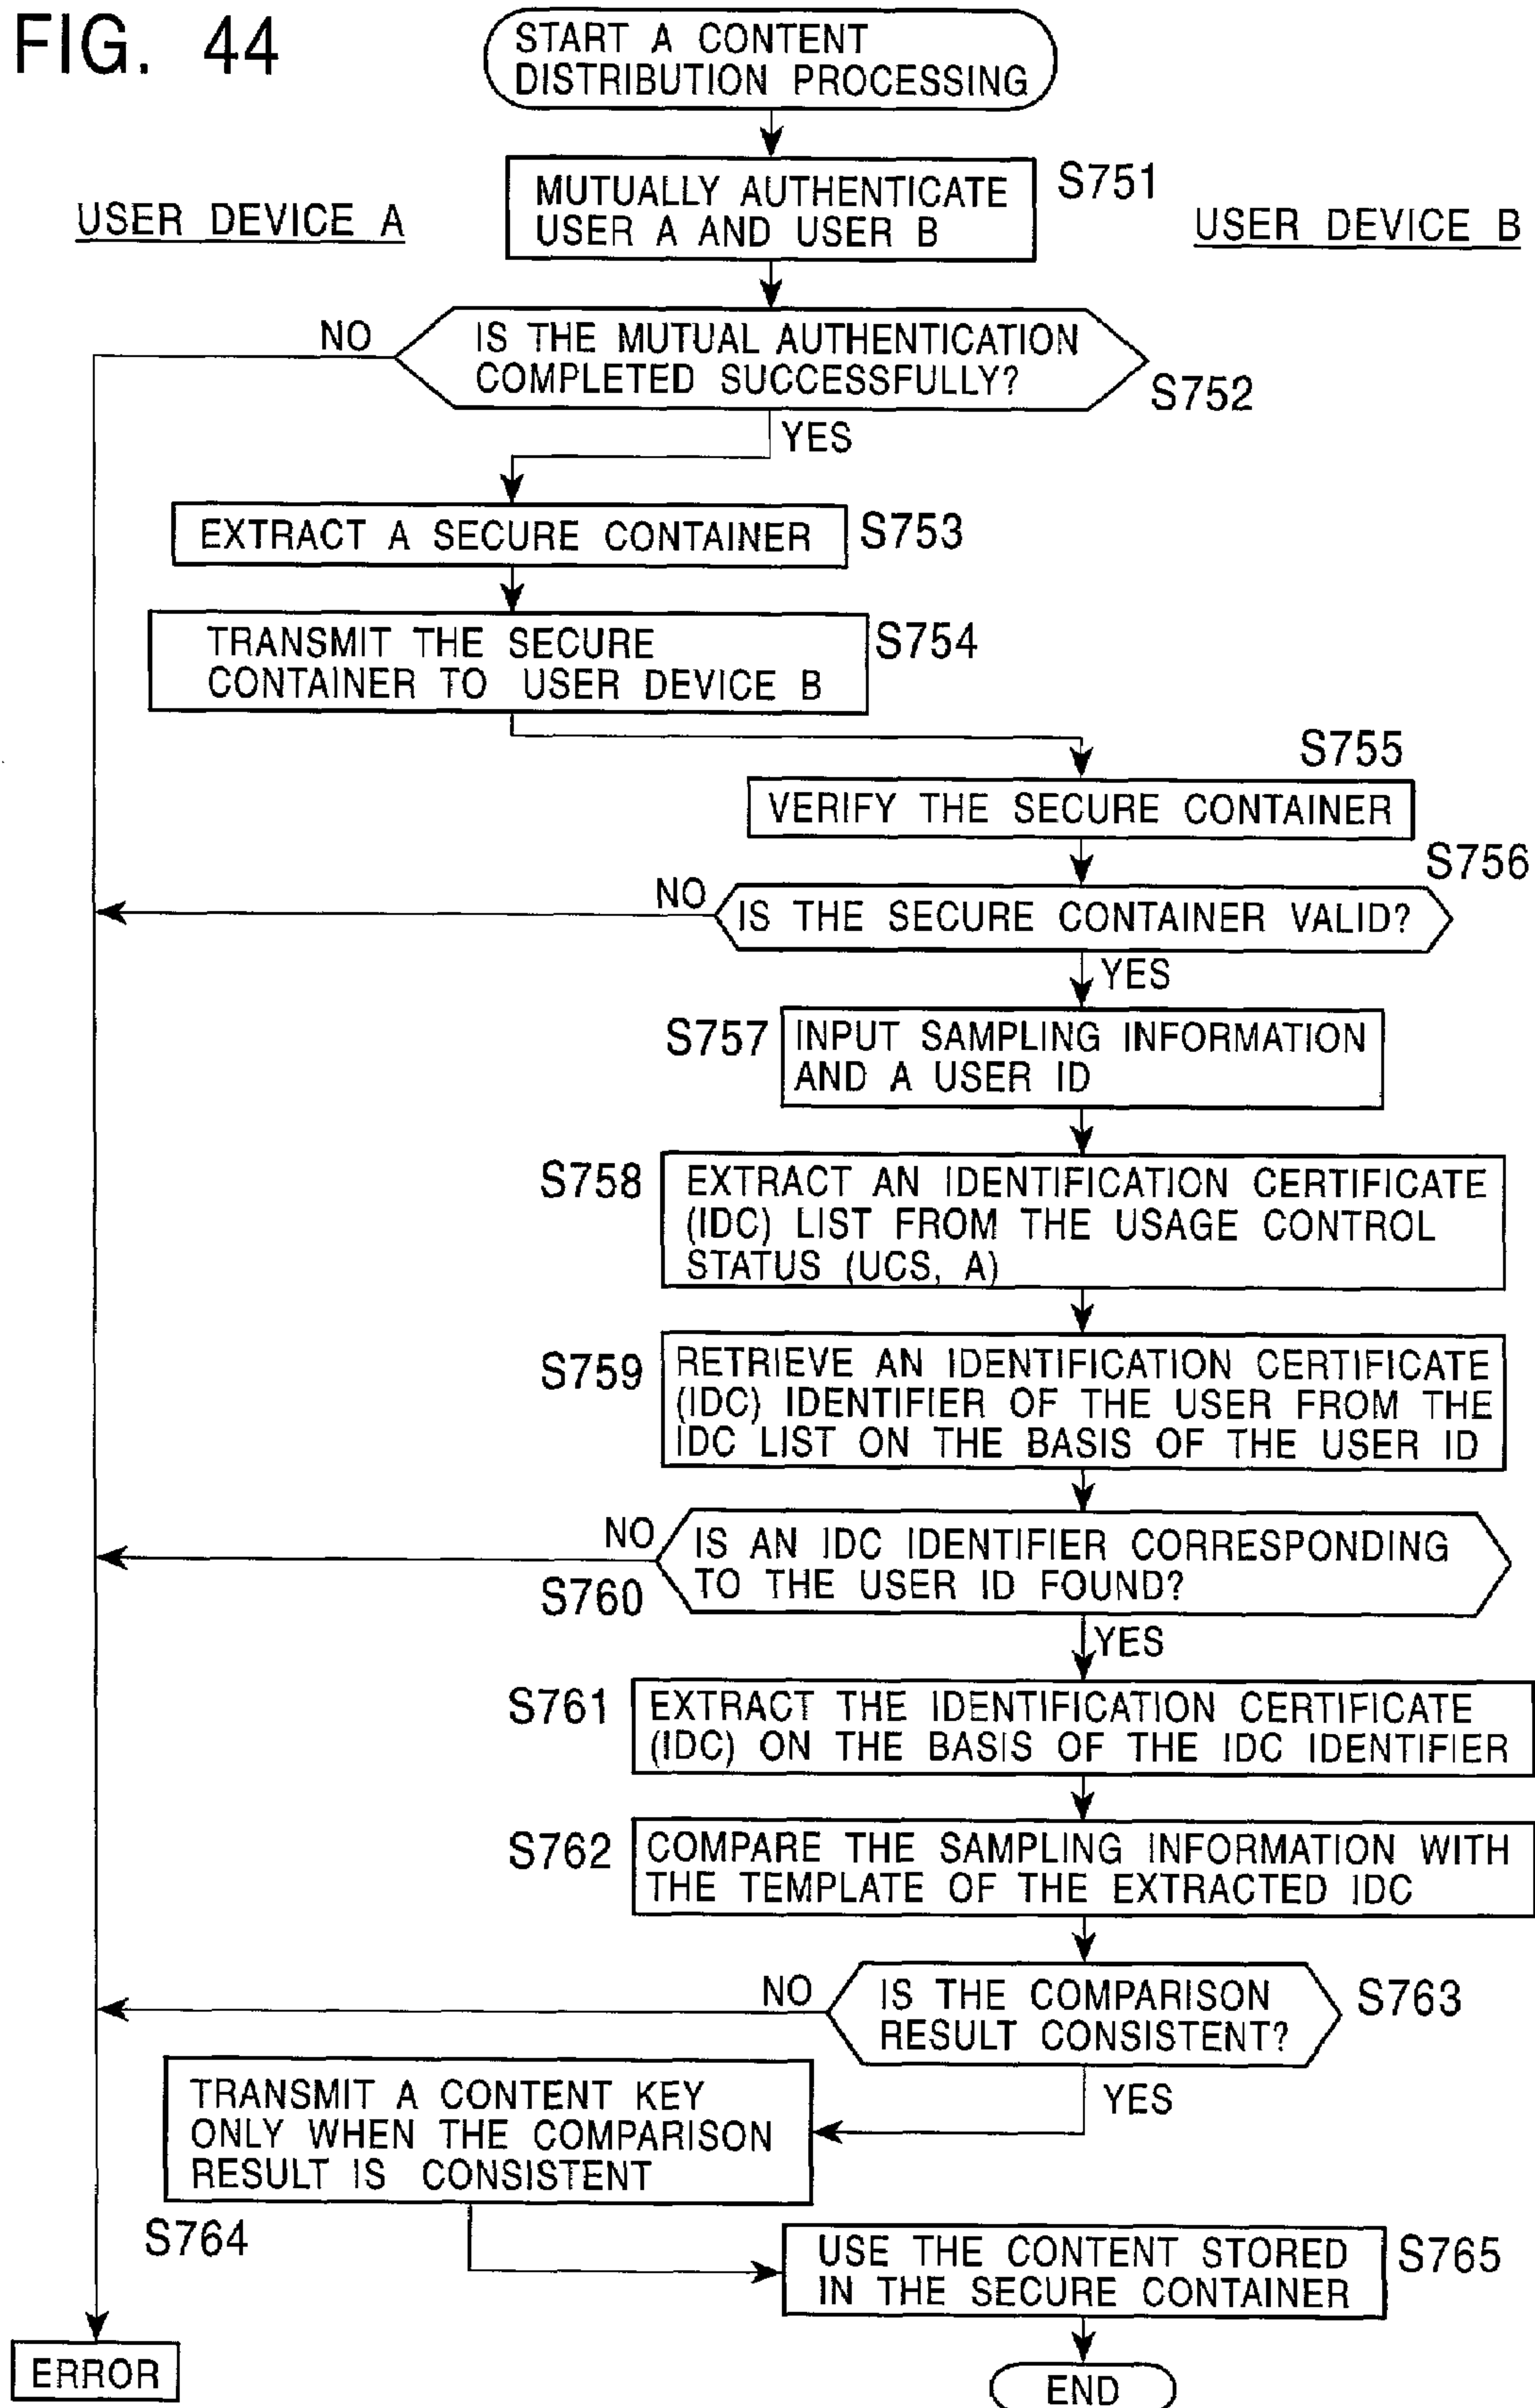 FIG. 44
START A CONTENT
DISTRIBUTION PROCESSING
MUTUALLY AUTHENTICATE
USER A AND USER B
S751
USER DEVICE A
USER DEVICE B
NO
IS THE MUTUAL AUTHENTICATION
COMPLETED SUCCESSFULLY?
S752
YES
EXTRACT A SECURE CONTAINER
S753
TRANSMIT THE SECURE
CONTAINER TO USER DEVICE B
S754
S755
VERIFY THE SECURE CONTAINER
S756
NO
IS THE SECURE CONTAINER VALID?
YES
S757
INPUT SAMPLING INFORMATION
AND A USER ID
S758
EXTRACT AN IDENTIFICATION CERTIFICATE
(IDC) LIST FROM THE USAGE CONTROL
STATUS (UCS, A)
S759
RETRIEVE AN IDENTIFICATION CERTIFICATE
(IDC) IDENTIFIER OF THE USER FROM THE
IDC LIST ON THE BASIS OF THE USER ID
NO
IS AN IDC IDENTIFIER CORRESPONDING
TO THE USER ID FOUND?
S760
YES
S761
EXTRACT THE IDENTIFICATION CERTIFICATE
(IDC) ON THE BASIS OF THE IDC IDENTIFIER
S762
COMPARE THE SAMPLING INFORMATION WITH
THE TEMPLATE OF THE EXTRACTED IDC
NO
IS THE COMPARISON
RESULT CONSISTENT?
S763
YES
TRANSMIT A CONTENT KEY
ONLY WHEN THE COMPARISON
RESULT IS CONSISTENT
S764
USE THE CONTENT STORED
IN THE SECURE CONTAINER
S765
ERROR
END